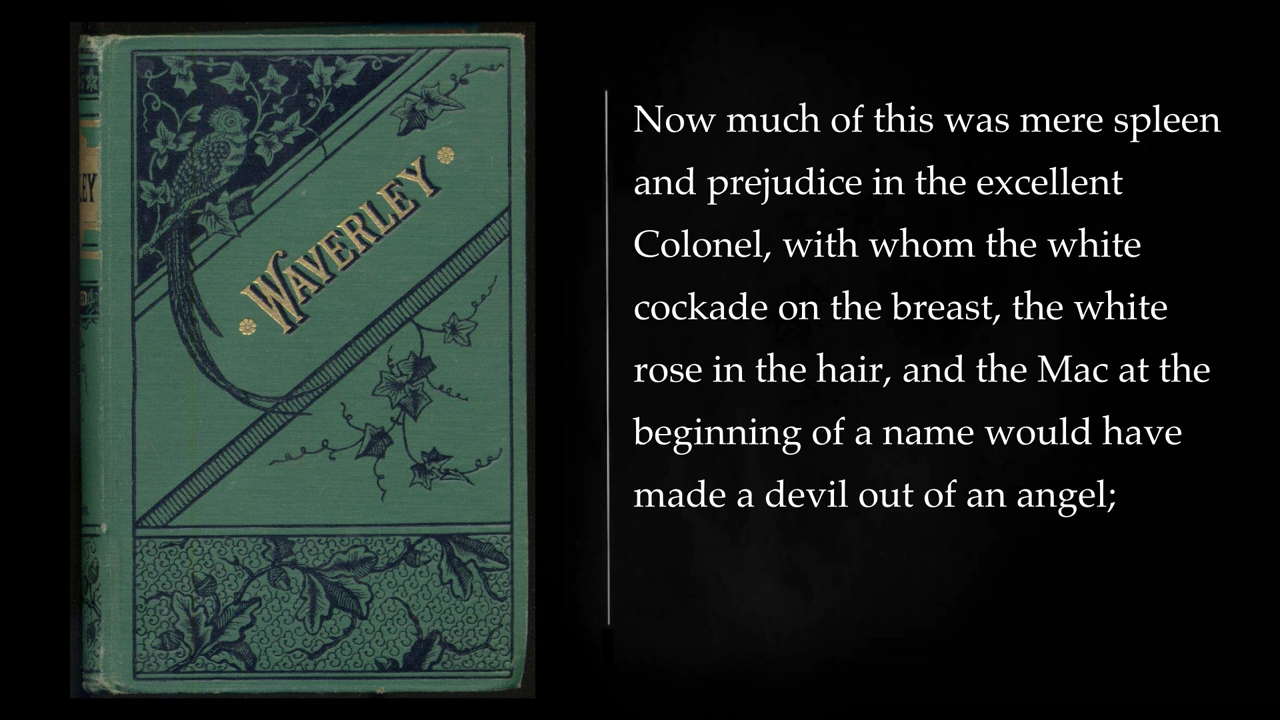 WAVERLEY
EY
Now much of this was mere spleen
and prejudice in the excellent
Colonel, with whom the white
cockade on the breast, the white
rose in the hair, and the Mac at the
beginning of a name would have
made a devil out of an angel;